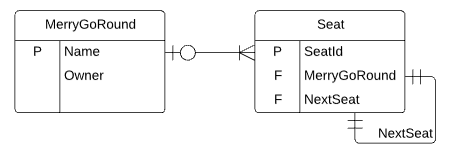 MerryGoRound
P Name
Owner
Seat
P SeatId
F MerryGoRound
F NextSeat
NextSeat